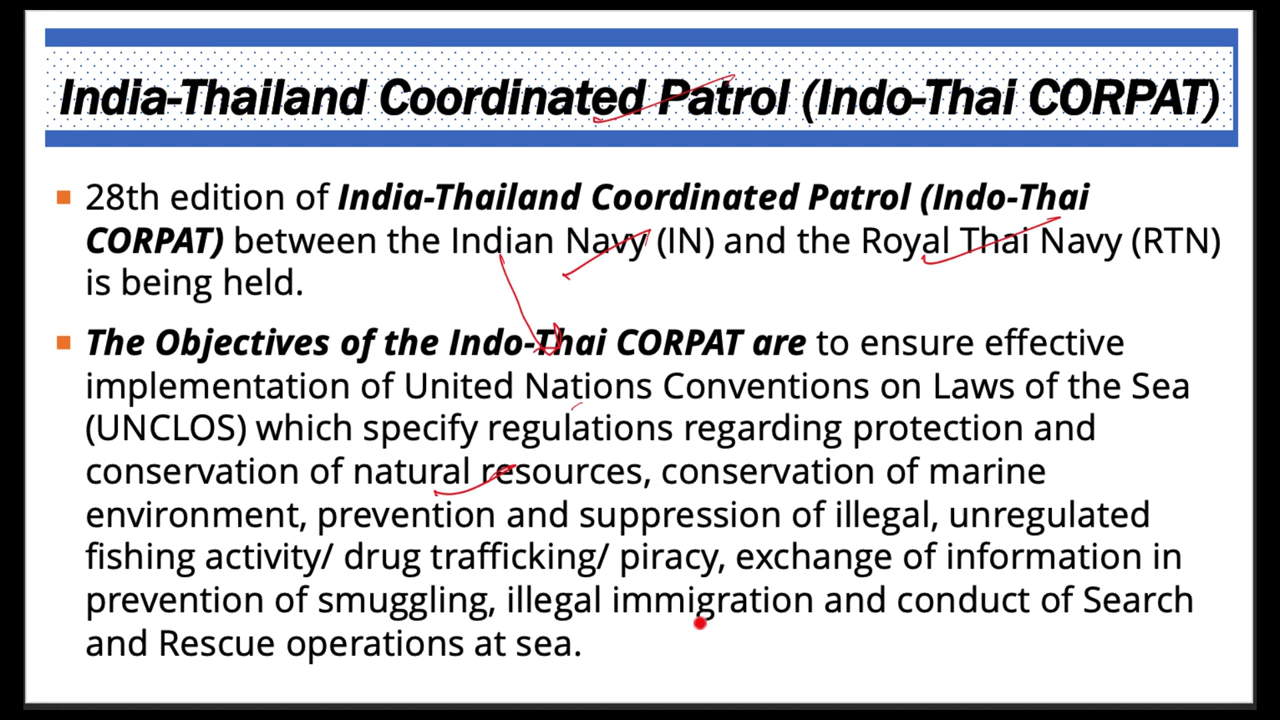 India-Thailand Coordinated Patrol (Indo-Thai CORPAT)
28th edition of India-Thailand Coordinated Patrol (Indo-Thai
CORPAT) between the Indian Navy (IN) and the Royal Thai Navy (RTN)
is being held.
The Objectives of the Indo-Thai CORPAT are to ensure effective
implementation of United Nations Conventions on Laws of the Sea
(UNCLOS) which specify regulations regarding protection and
conservation of natural resources, conservation of marine
environment, prevention and suppression of illegal, unregulated
fishing activity/ drug trafficking/ piracy, exchange of information in
prevention of smuggling, illegal immigration and conduct of Search
and Rescue operations at sea.